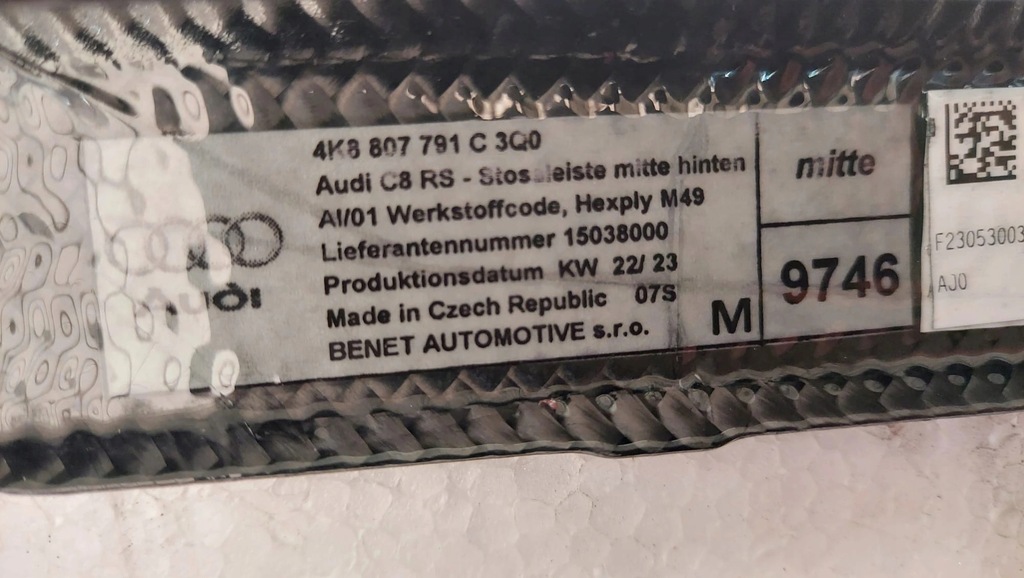 4K8 807 791 C 3Q0
Audi C8 RS - Stossleiste mitte hinten
AI/01 Werkstoffcode, Hexply M49
Lieferantennummer 15038000
Produktionsdatum KW 22/ 23
Made in Czech Republic 07S
BENET AUTOMOTIVE s.r.o.
M
mitte
9746
AUDI
F23053003
AJ0